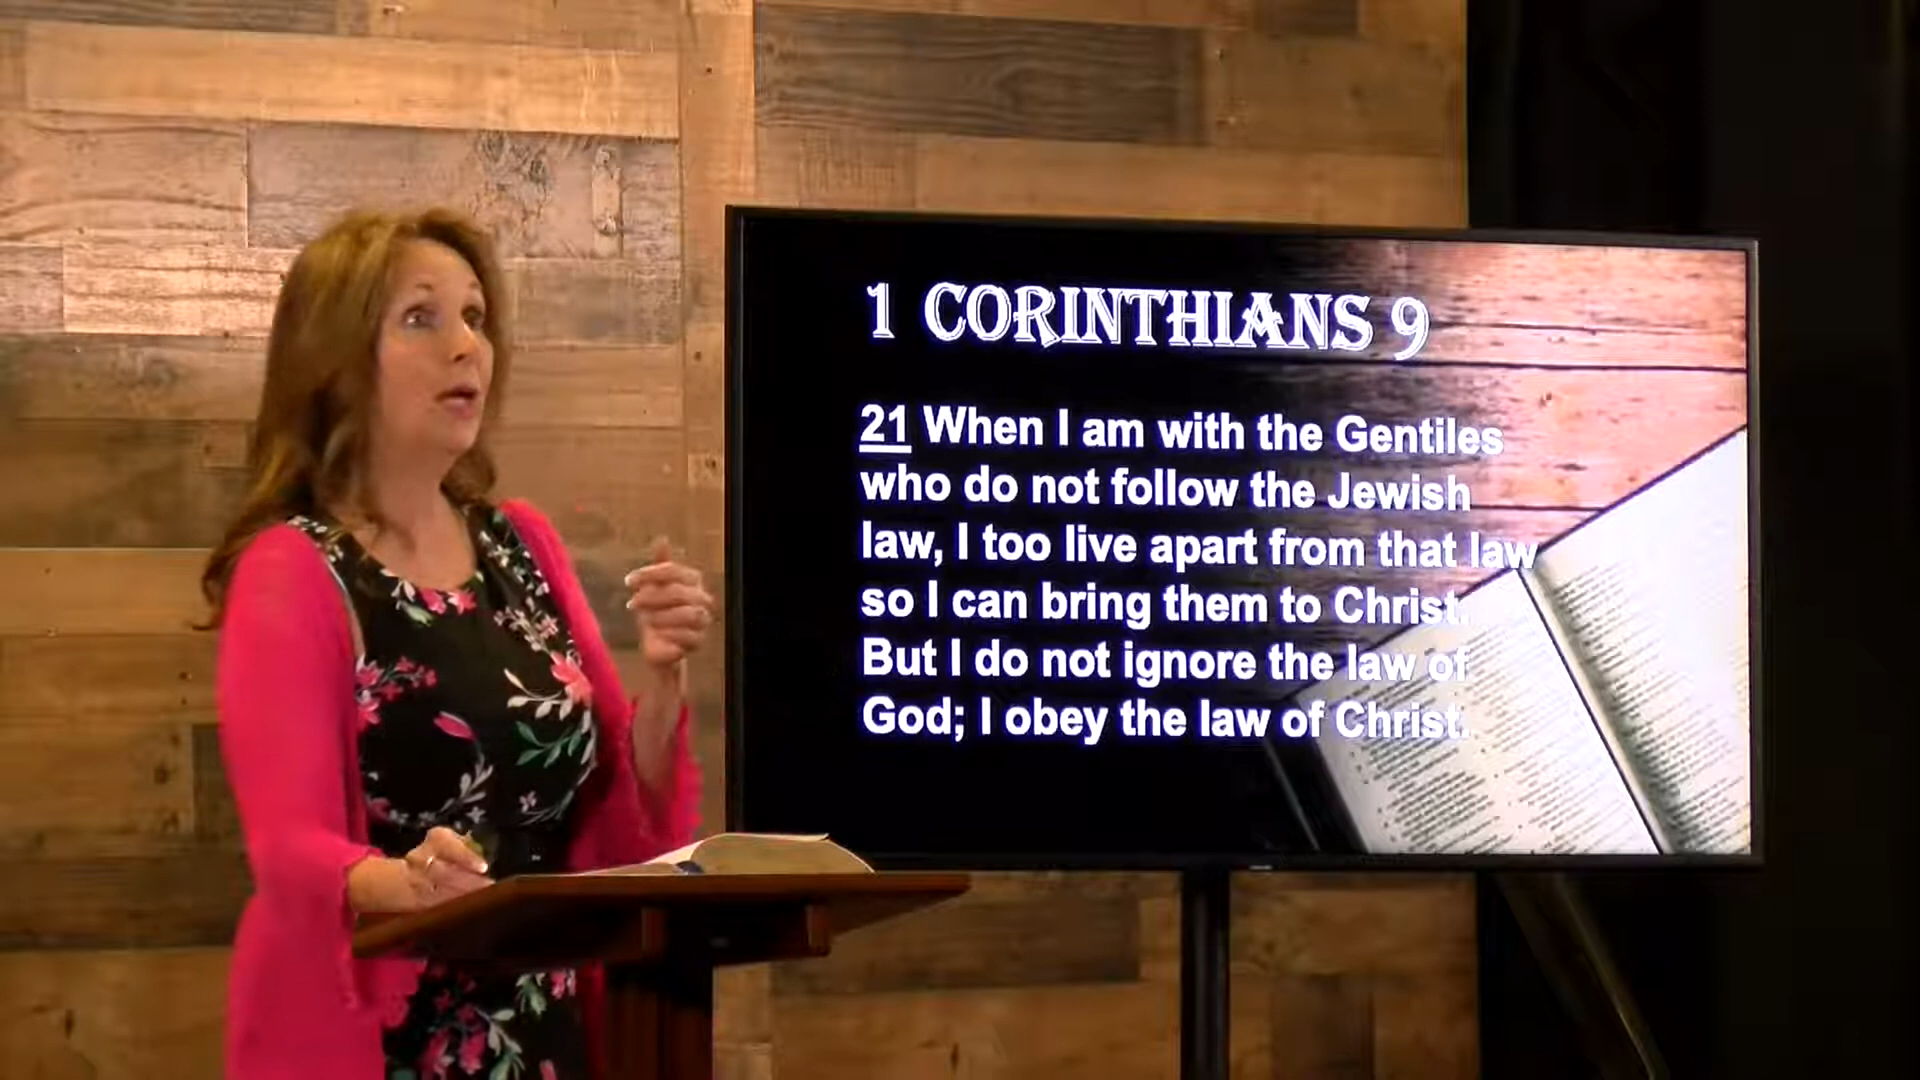 1 CORINTHIANS 9
21 When I am with the Gentiles
who do not follow the Jewish
law, I too live apart from that law
so I can bring them to Christ.
But I do not ignore the law of
God; I obey the law of Christ.